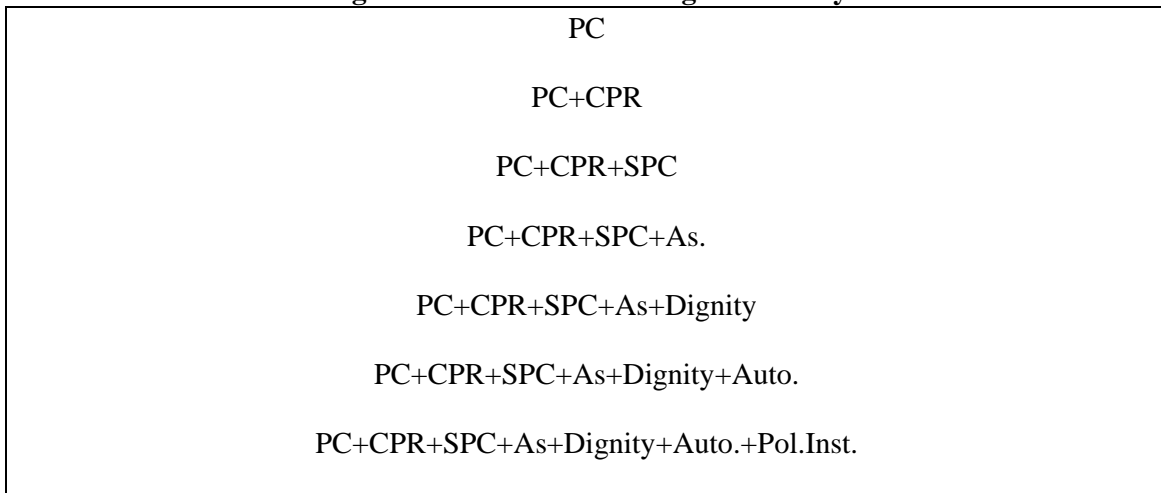 PC
PC+CPR
PC+CPR+SPC
PC+CPR+SPC+As.
PC+CPR+SPC+As+Dignity
PC+CPR+SPC+As+Dignity+Auto.
PC+CPR+SPC+As+Dignity+Auto.+Pol.Inst.